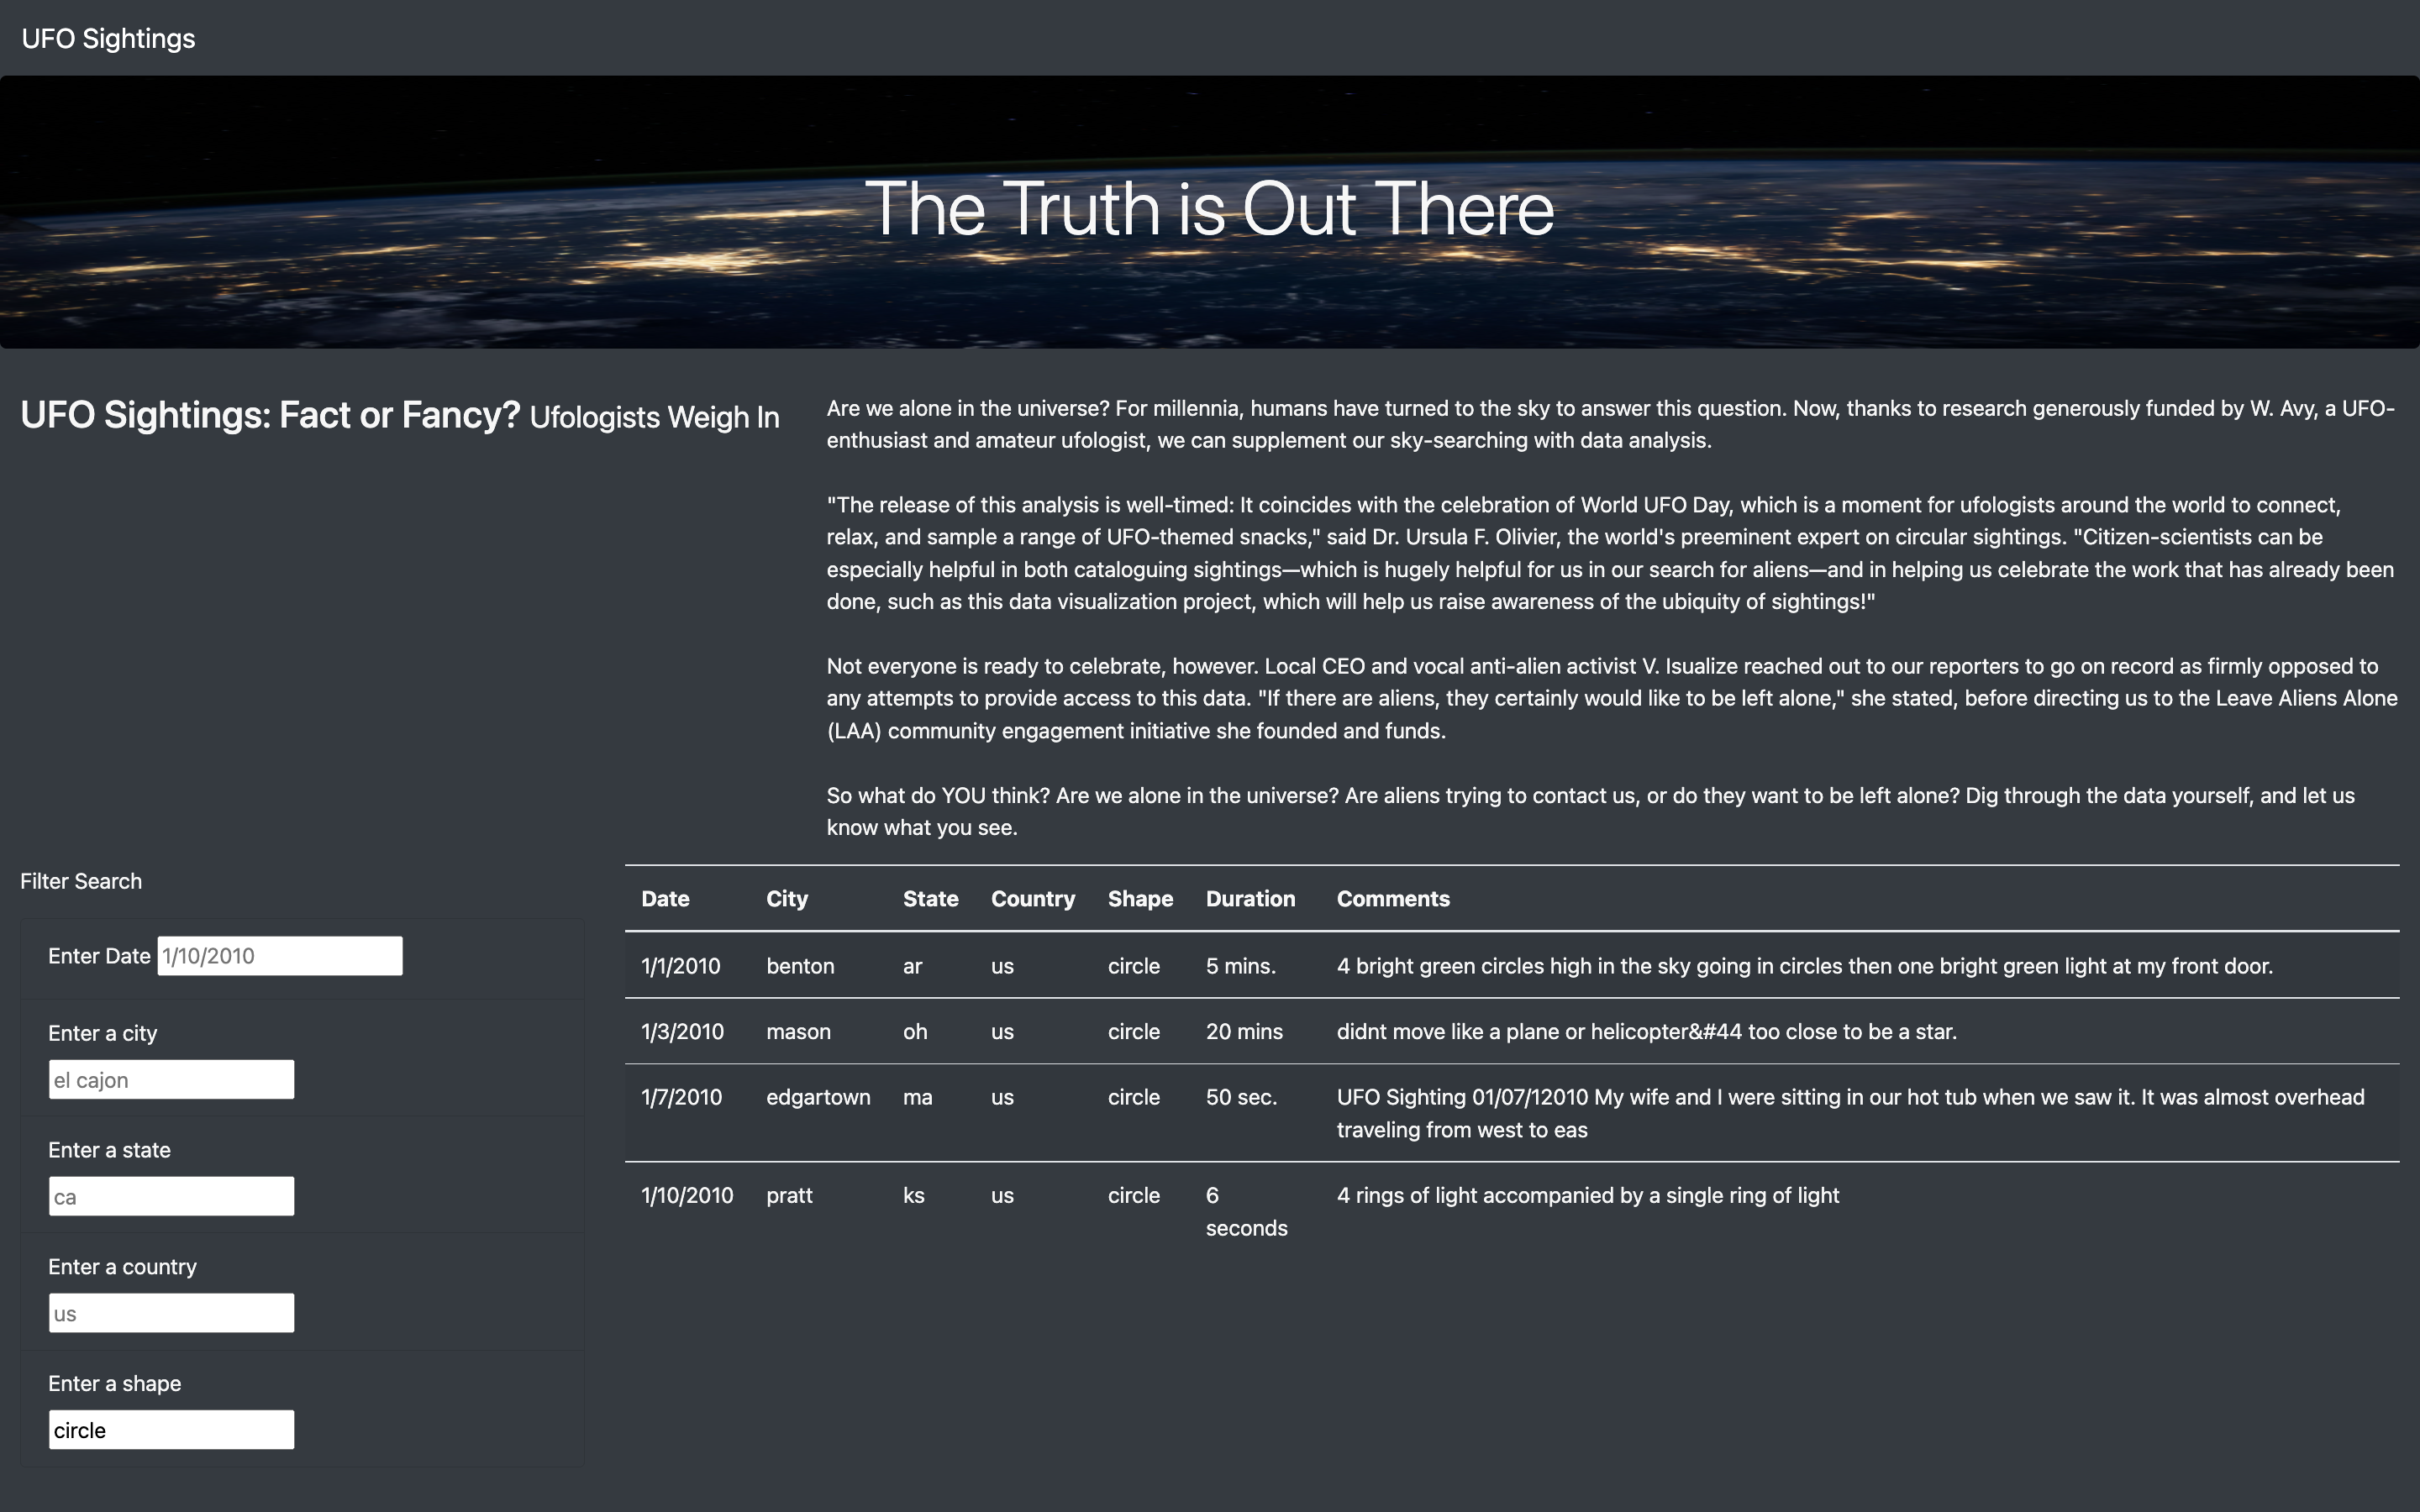 UFO Sightings
The Truth is Out There
UFO Sightings: Fact or Fancy? Ufologists Weigh In
Are we alone in the universe? For millennia, humans have turned to the sky to answer this question. Now, thanks to research generously funded by W. Avy, a UFO-
enthusiast and amateur ufologist, we can supplement our sky-searching with data analysis.
"The release of this analysis is well-timed: It coincides with the celebration of World UFO Day, which is a moment for ufologists around the world to connect,
relax, and sample a range of UFO-themed snacks," said Dr. Ursula F. Olivier, the world's preeminent expert on circular sightings. "Citizen-scientists can be
especially helpful in both cataloguing sightings—which is hugely helpful for us in our search for aliens—and in helping us celebrate the work that has already been
done, such as this data visualization project, which will help us raise awareness of the ubiquity of sightings!"
Not everyone is ready to celebrate, however. Local CEO and vocal anti-alien activist V. Isualize reached out to our reporters to go on record as firmly opposed to
any attempts to provide access to this data. "If there are aliens, they certainly would like to be left alone," she stated, before directing us to the Leave Aliens Alone
(LAA) community engagement initiative she founded and funds.
So what do YOU think? Are we alone in the universe? Are aliens trying to contact us, or do they want to be left alone? Dig through the data yourself, and let us
know what you see.
Filter Search
Enter Date 1/10/2010
Enter a city
el cajon
Enter a state
ca
Enter a country
us
Enter a shape
circle
Date City State Country Shape Duration Comments
1/1/2010 benton ar us circle 5 mins. 4 bright green circles high in the sky going in circles then one bright green light at my front door.
1/3/2010 mason oh us circle 20 mins didnt move like a plane or helicopter&#44 too close to be a star.
1/7/2010 edgartown ma us circle 50 sec. UFO Sighting 01/07/12010 My wife and I were sitting in our hot tub when we saw it. It was almost overhead
traveling from west to eas
1/10/2010 pratt ks us circle 6 4 rings of light accompanied by a single ring of light
seconds